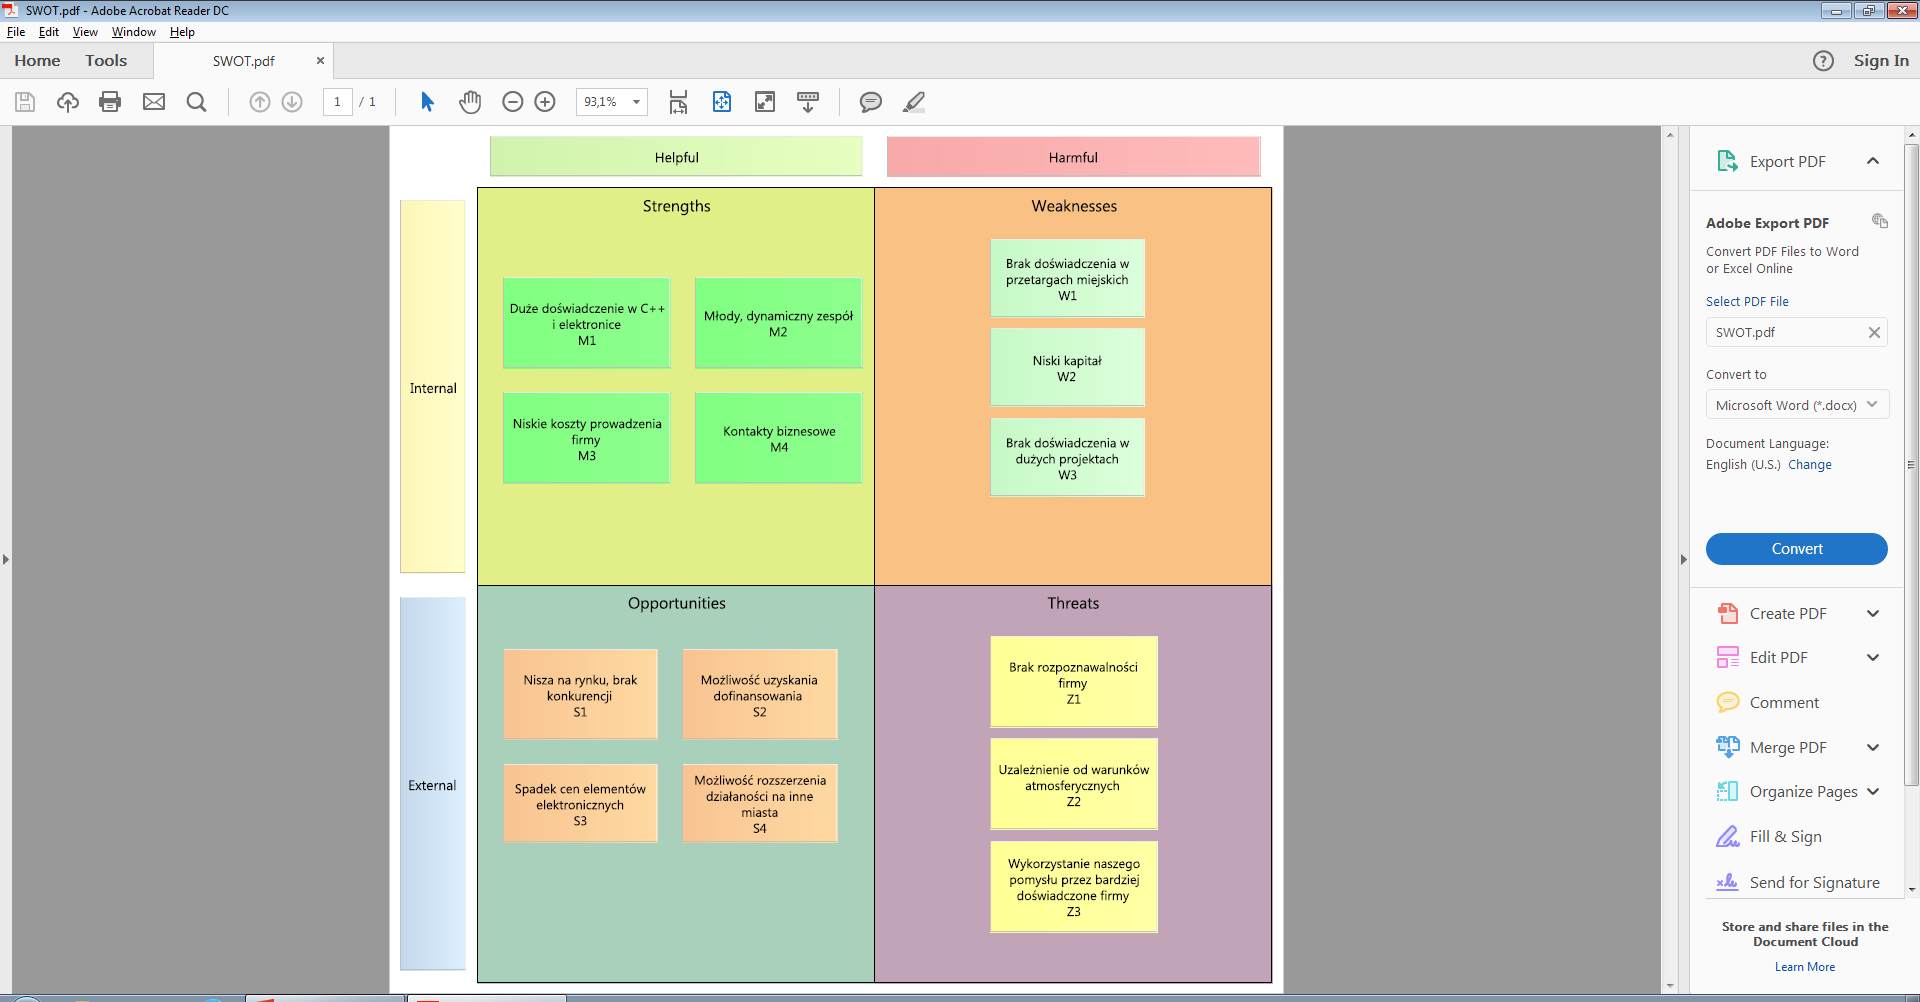 SWOT.pdf - Adobe Acrobat Reader DC
File Edit View Window Help
Home Tools SWOT.pdf × Sign In
1 / 1 93,1%
Helpful
Harmful
Internal
Strengths
Duże doświadczenie w C++
i elektronice
M1
Młody, dynamiczny zespół
M2
Niskie koszty prowadzenia
firmy
M3
Kontakty biznesowe
M4
Weaknesses
Brak doświadczenia w
przetargach miejskich
W1
Niski kapitał
W2
Brak doświadczenia w
dużych projektach
W3
External
Opportunities
Nisza na rynku, brak
konkurencji
S1
Możliwość uzyskania
dofinansowania
S2
Spadek cen elementów
elektronicznych
S3
Możliwość rozszerzenia
działaności na inne
miasta
S4
Threats
Brak rozpoznawalności
firmy
Z1
Uzależnienie od warunków
atmosferycznych
Z2
Wykorzystanie naszego
pomysłu przez bardziej
doświadczone firmy
Z3
Export PDF
Adobe Export PDF
Convert PDF Files to Word
or Excel Online
Select PDF File
SWOT.pdf
Convert to
Microsoft Word (*.docx)
Document Language:
English (U.S.) Change
Convert
Create PDF
Edit PDF
Comment
Merge PDF
Organize Pages
Fill & Sign
Send for Signature
Store and share files in the
Document Cloud
Learn More